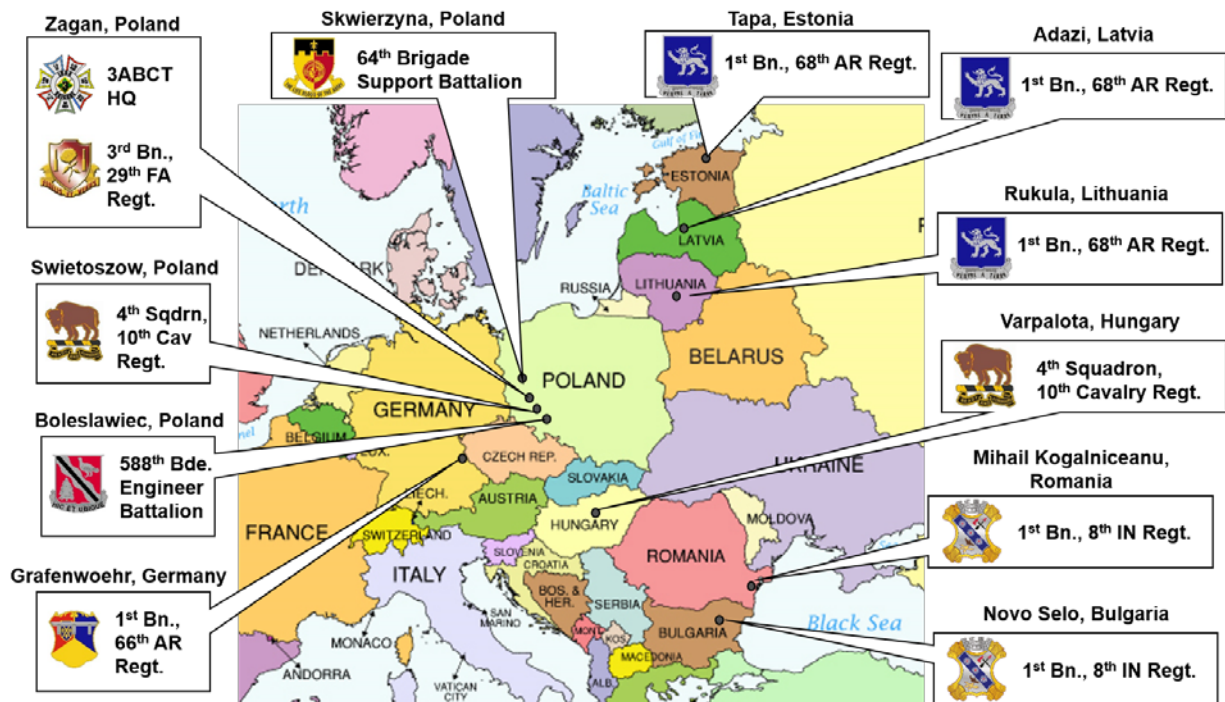 Zagan, Poland
3ABCT
HQ
3rd Bn.,
29th FA
Regt.
Skwierzyna, Poland
64th Brigade
Support Battalion
Tapa, Estonia
1st Bn., 68th AR Regt.
Adazi, Latvia
1st Bn., 68th AR Regt.
Rukula, Lithuania
1st Bn., 68th AR Regt.
Swietoszow, Poland
4th Sqdrn,
10th Cav
Regt.
Varpalota, Hungary
4th Squadron,
10th Cavalry Regt.
Boleslawiec, Poland
588th Bde.
Engineer
Battalion
Mihail Kogalniceanu,
Romania
1st Bn., 8th IN Regt.
Grafenwoehr, Germany
1st Bn.,
66th AR
Regt.
Novo Selo, Bulgaria
1st Bn., 8th IN Regt.
Baltic
Sea
ESTONIA
LATVIA
LITHUANIA
RUSSIA
BELARUS
POLAND
NETHERLANDS
GERMANY
BELGIUM
CZECH REP.
SLOVAKIA
UKRAINE
AUSTRIA
HUNGARY
MOLDOVA
FRANCE
SWITZERLAND
SLOVENIA
CROATIA
ROMANIA
ITALY
BOS. &
HER.
SERBIA
SAN
MARINO
MONT.
KOS.
BULGARIA
Black Sea
MONACO
MACEDONIA
ALB.
ANDORRA
VATICAN
CITY